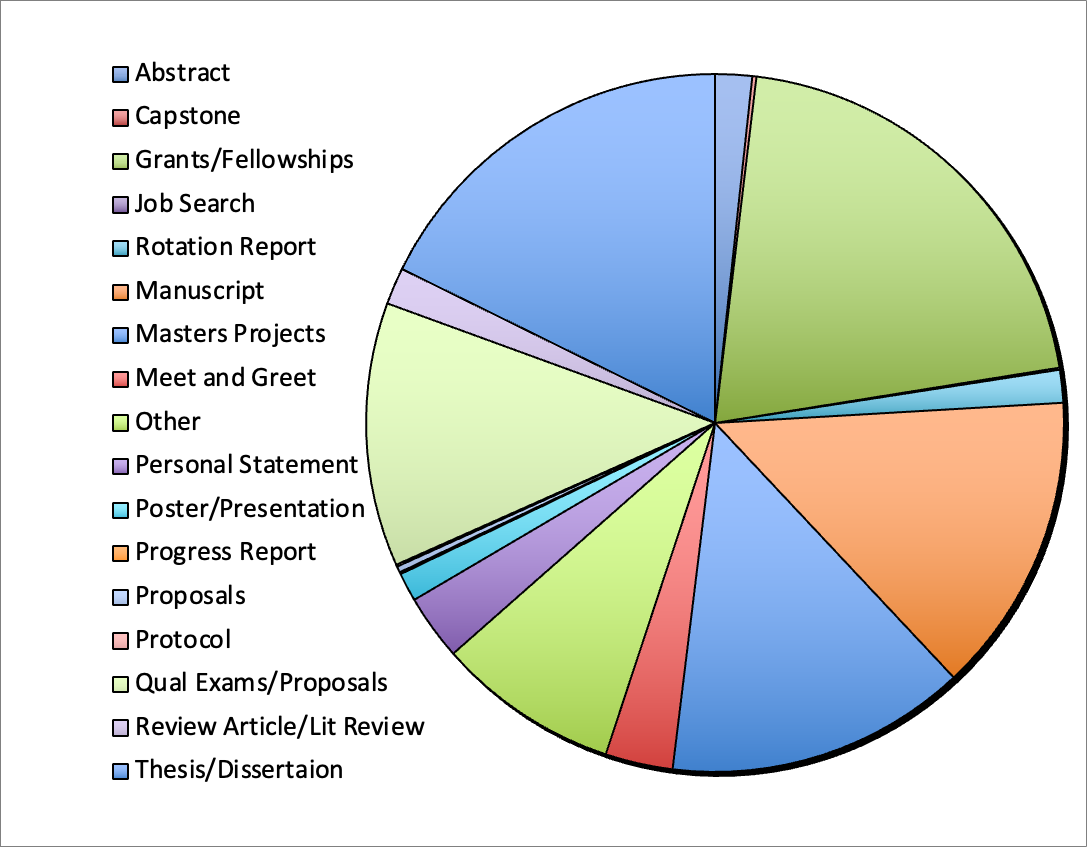 Abstract
Capstone
Grants/Fellowships
Job Search
Rotation Report
Manuscript
Masters Projects
Meet and Greet
Other
Personal Statement
Poster/Presentation
Progress Report
Proposals
Protocol
Qual Exams/Proposals
Review Article/Lit Review
Thesis/Dissertaion